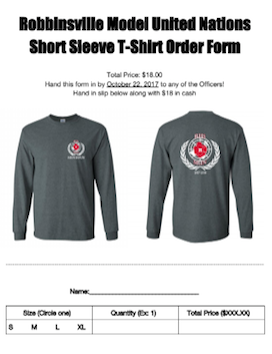 Robbinsville Model United Nations
Short Sleeve T-Shirt Order Form
Total Price: $18.00
Hand this form in by October 22, 2017 to any of the Officers!
Hand in slip below along with $18 in cash
Name:
Size (Circle one) Quantity (Ex: 1) Total Price ($XX.XX)
S M L XL